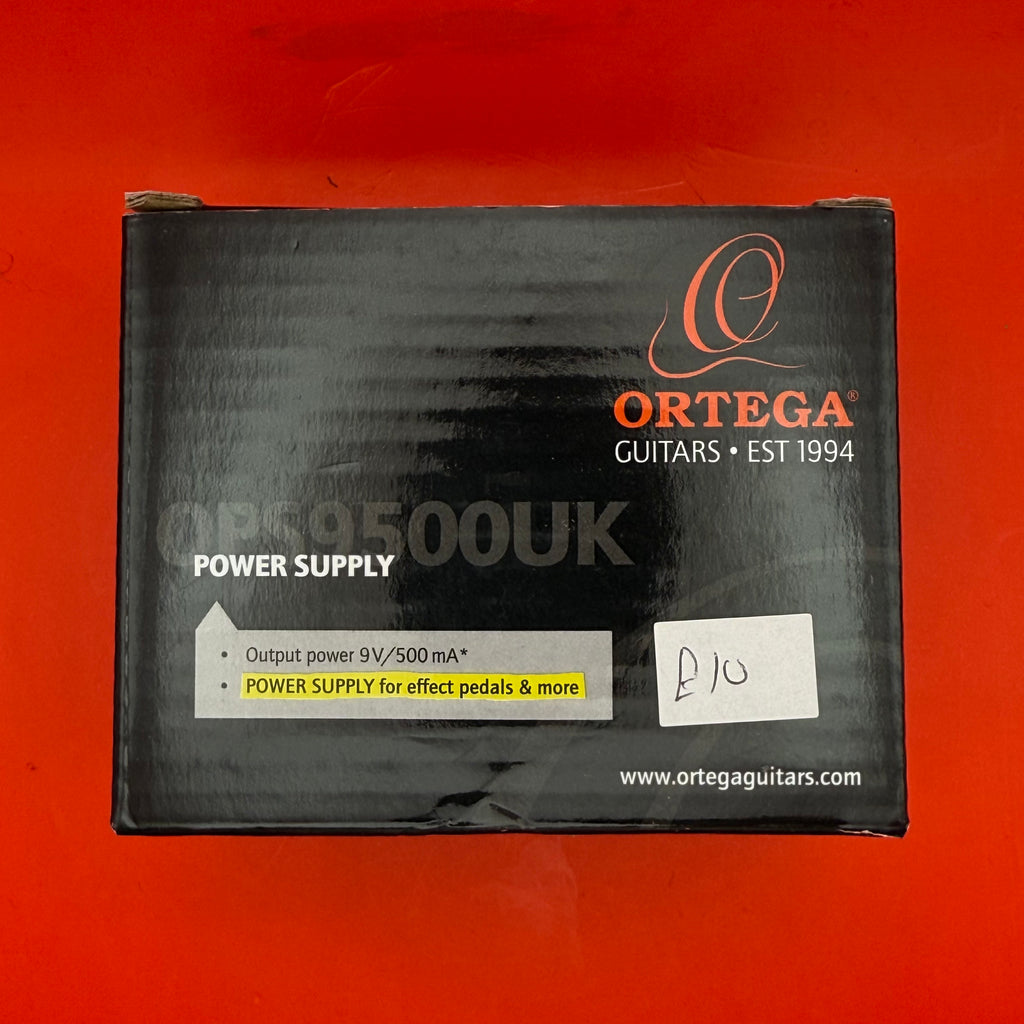 ORTEGA®
GUITARS • EST 1994
OPS9500UK
POWER SUPPLY
• Output power 9V/500 mA*
• POWER SUPPLY for effect pedals & more
www.ortegaguitars.com